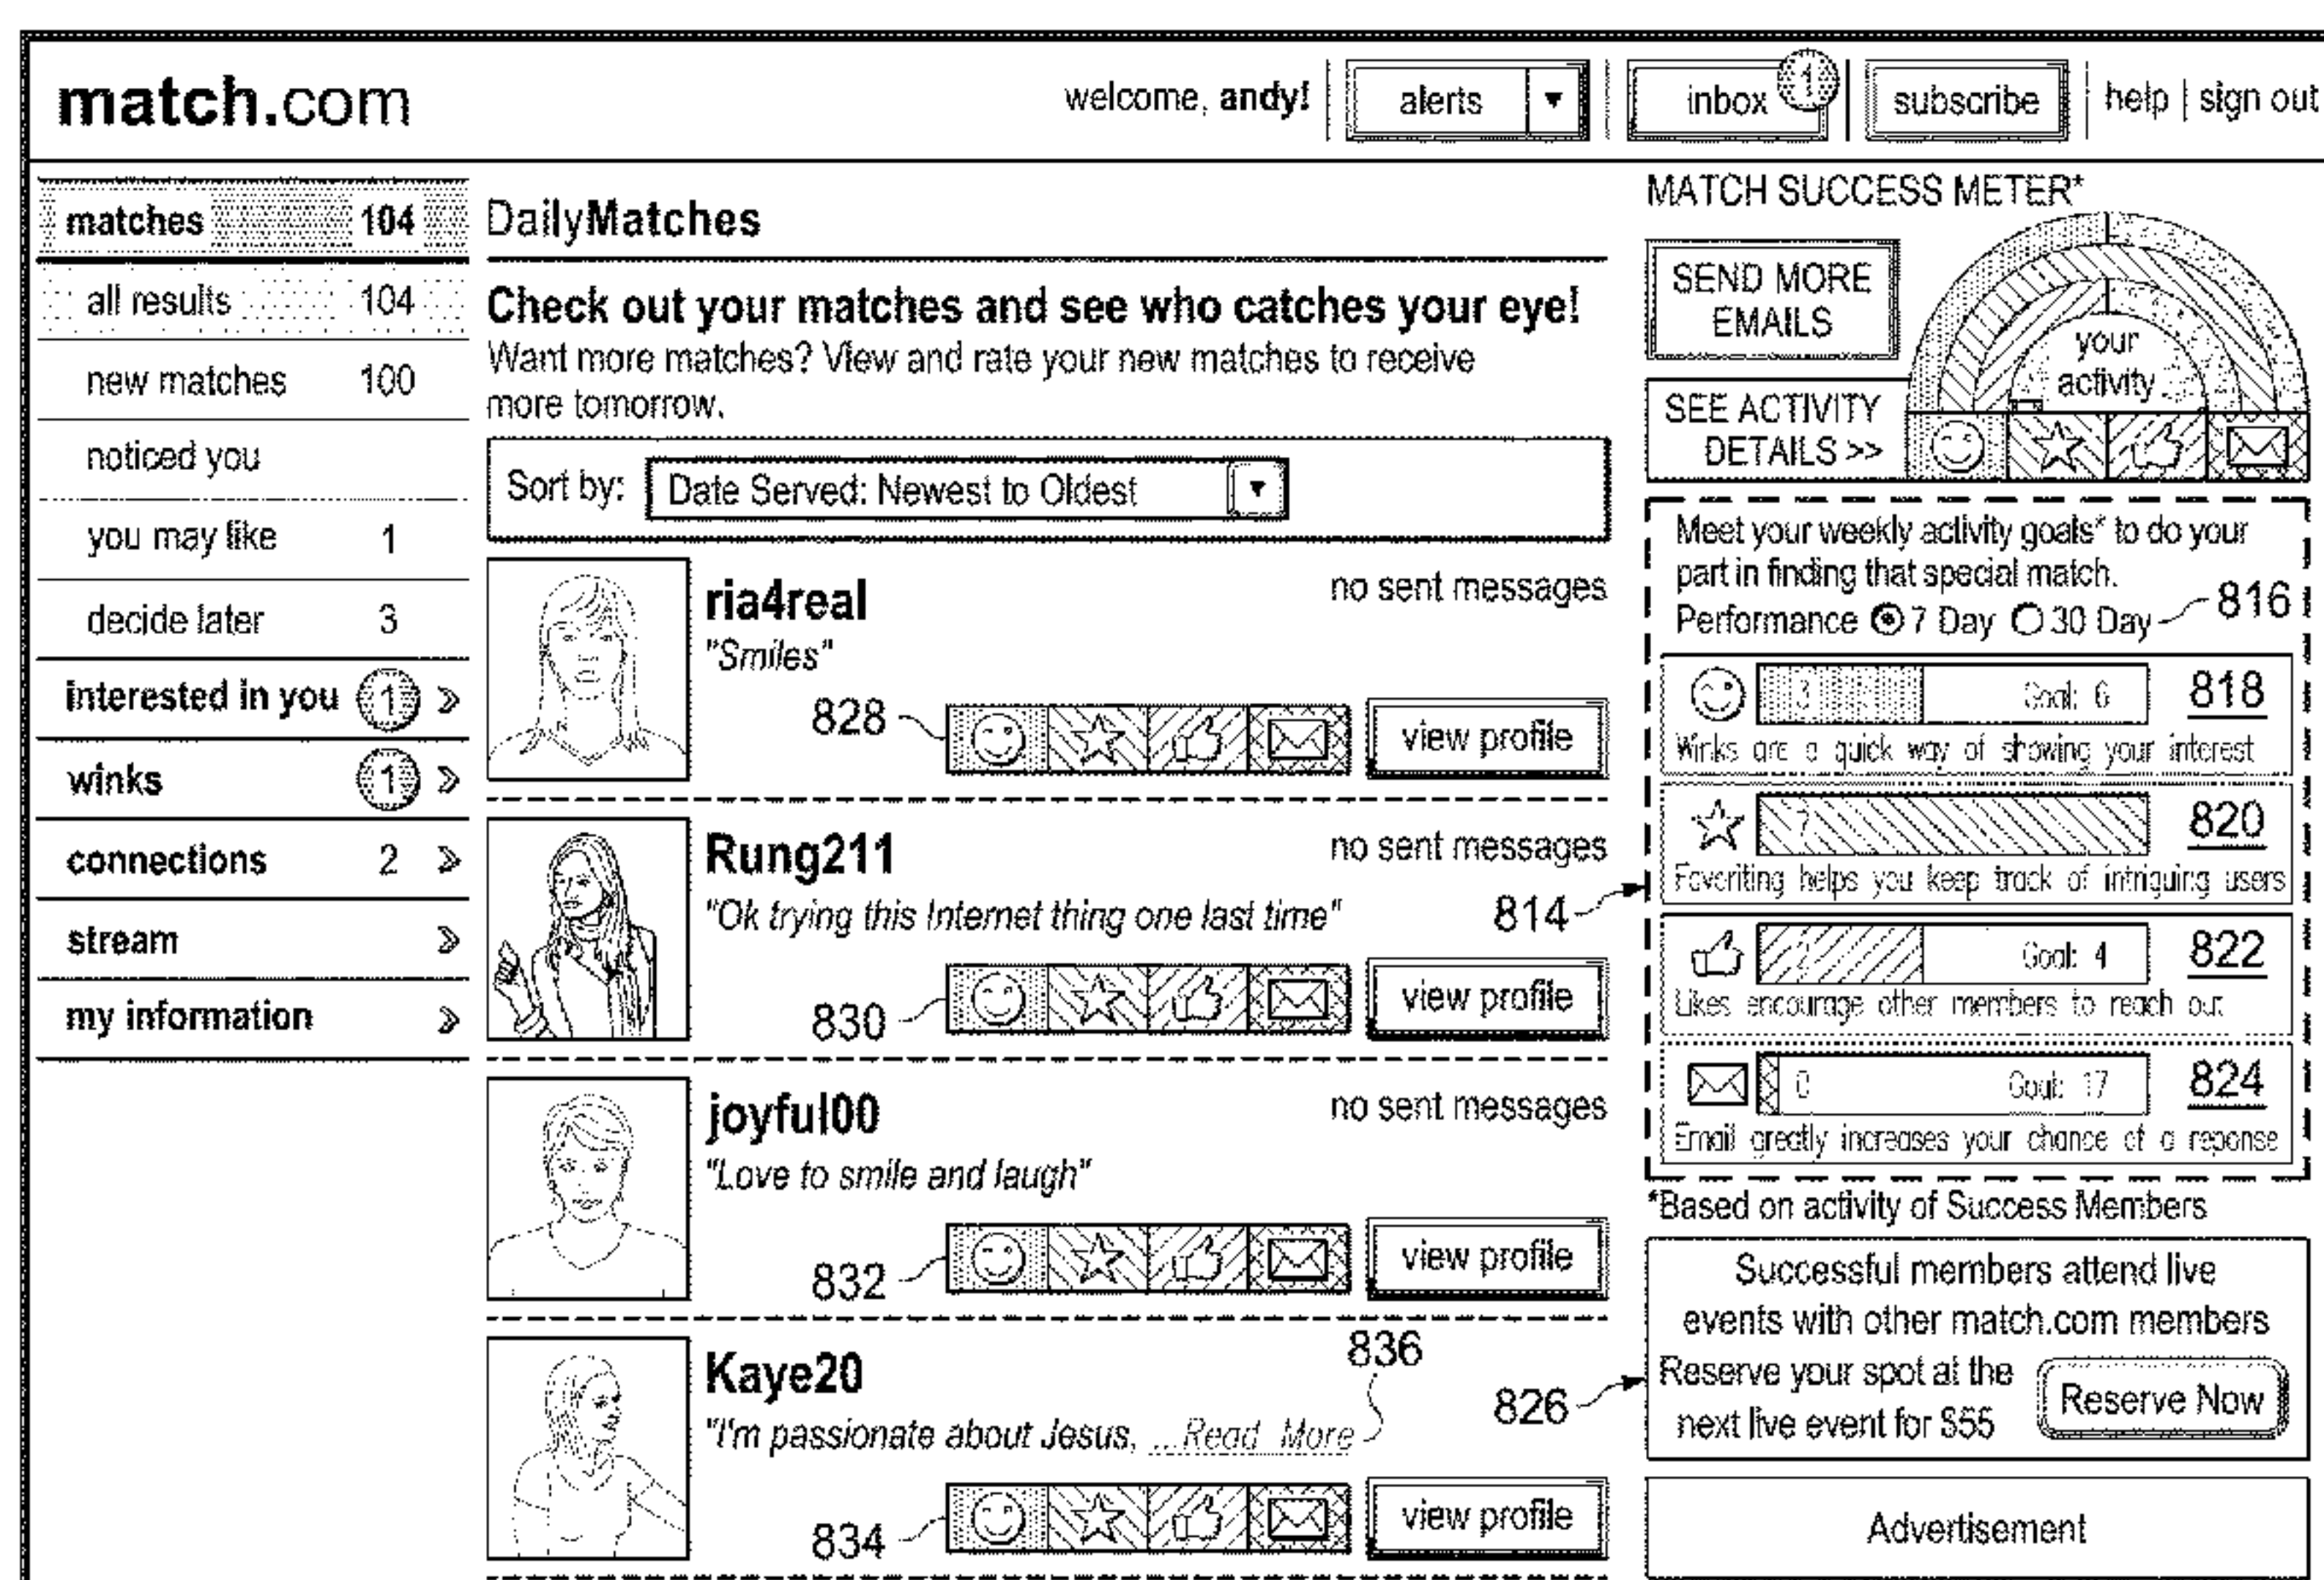 match.com
welcome, andy!
alerts
inbox 1
subscribe
help | sign out
matches 104
all results 104
new matches 100
noticed you
you may like 1
decide later 3
interested in you 1 »
winks 1 »
connections 2 »
stream »
my information »
DailyMatches
Check out your matches and see who catches your eye!
Want more matches? View and rate your new matches to receive
more tomorrow.
Sort by: Date Served: Newest to Oldest
ria4real
no sent messages
"Smiles"
828
view profile
Rung211
no sent messages
"Ok trying this Internet thing one last time"
814
830
view profile
joyful00
no sent messages
"Love to smile and laugh"
832
view profile
836
Kaye20
826
"I'm passionate about Jesus, ...Read More
834
view profile
MATCH SUCCESS METER*
SEND MORE
EMAILS
your
activity
SEE ACTIVITY
DETAILS >>
Meet your weekly activity goals* to do your
part in finding that special match.
816
Performance 7 Day 30 Day
3 Goal: 6 818
Winks are a quick way of showing your interest
7 820
Favoriting helps you keep track of intriguing users
2 Goal: 4 822
Likes encourage other members to reach out
0 Goal: 17 824
Email greatly increases your chance of a reponse
*Based on activity of Success Members
Successful members attend live
events with other match.com members
Reserve your spot at the
next live event for $55
Reserve Now
Advertisement